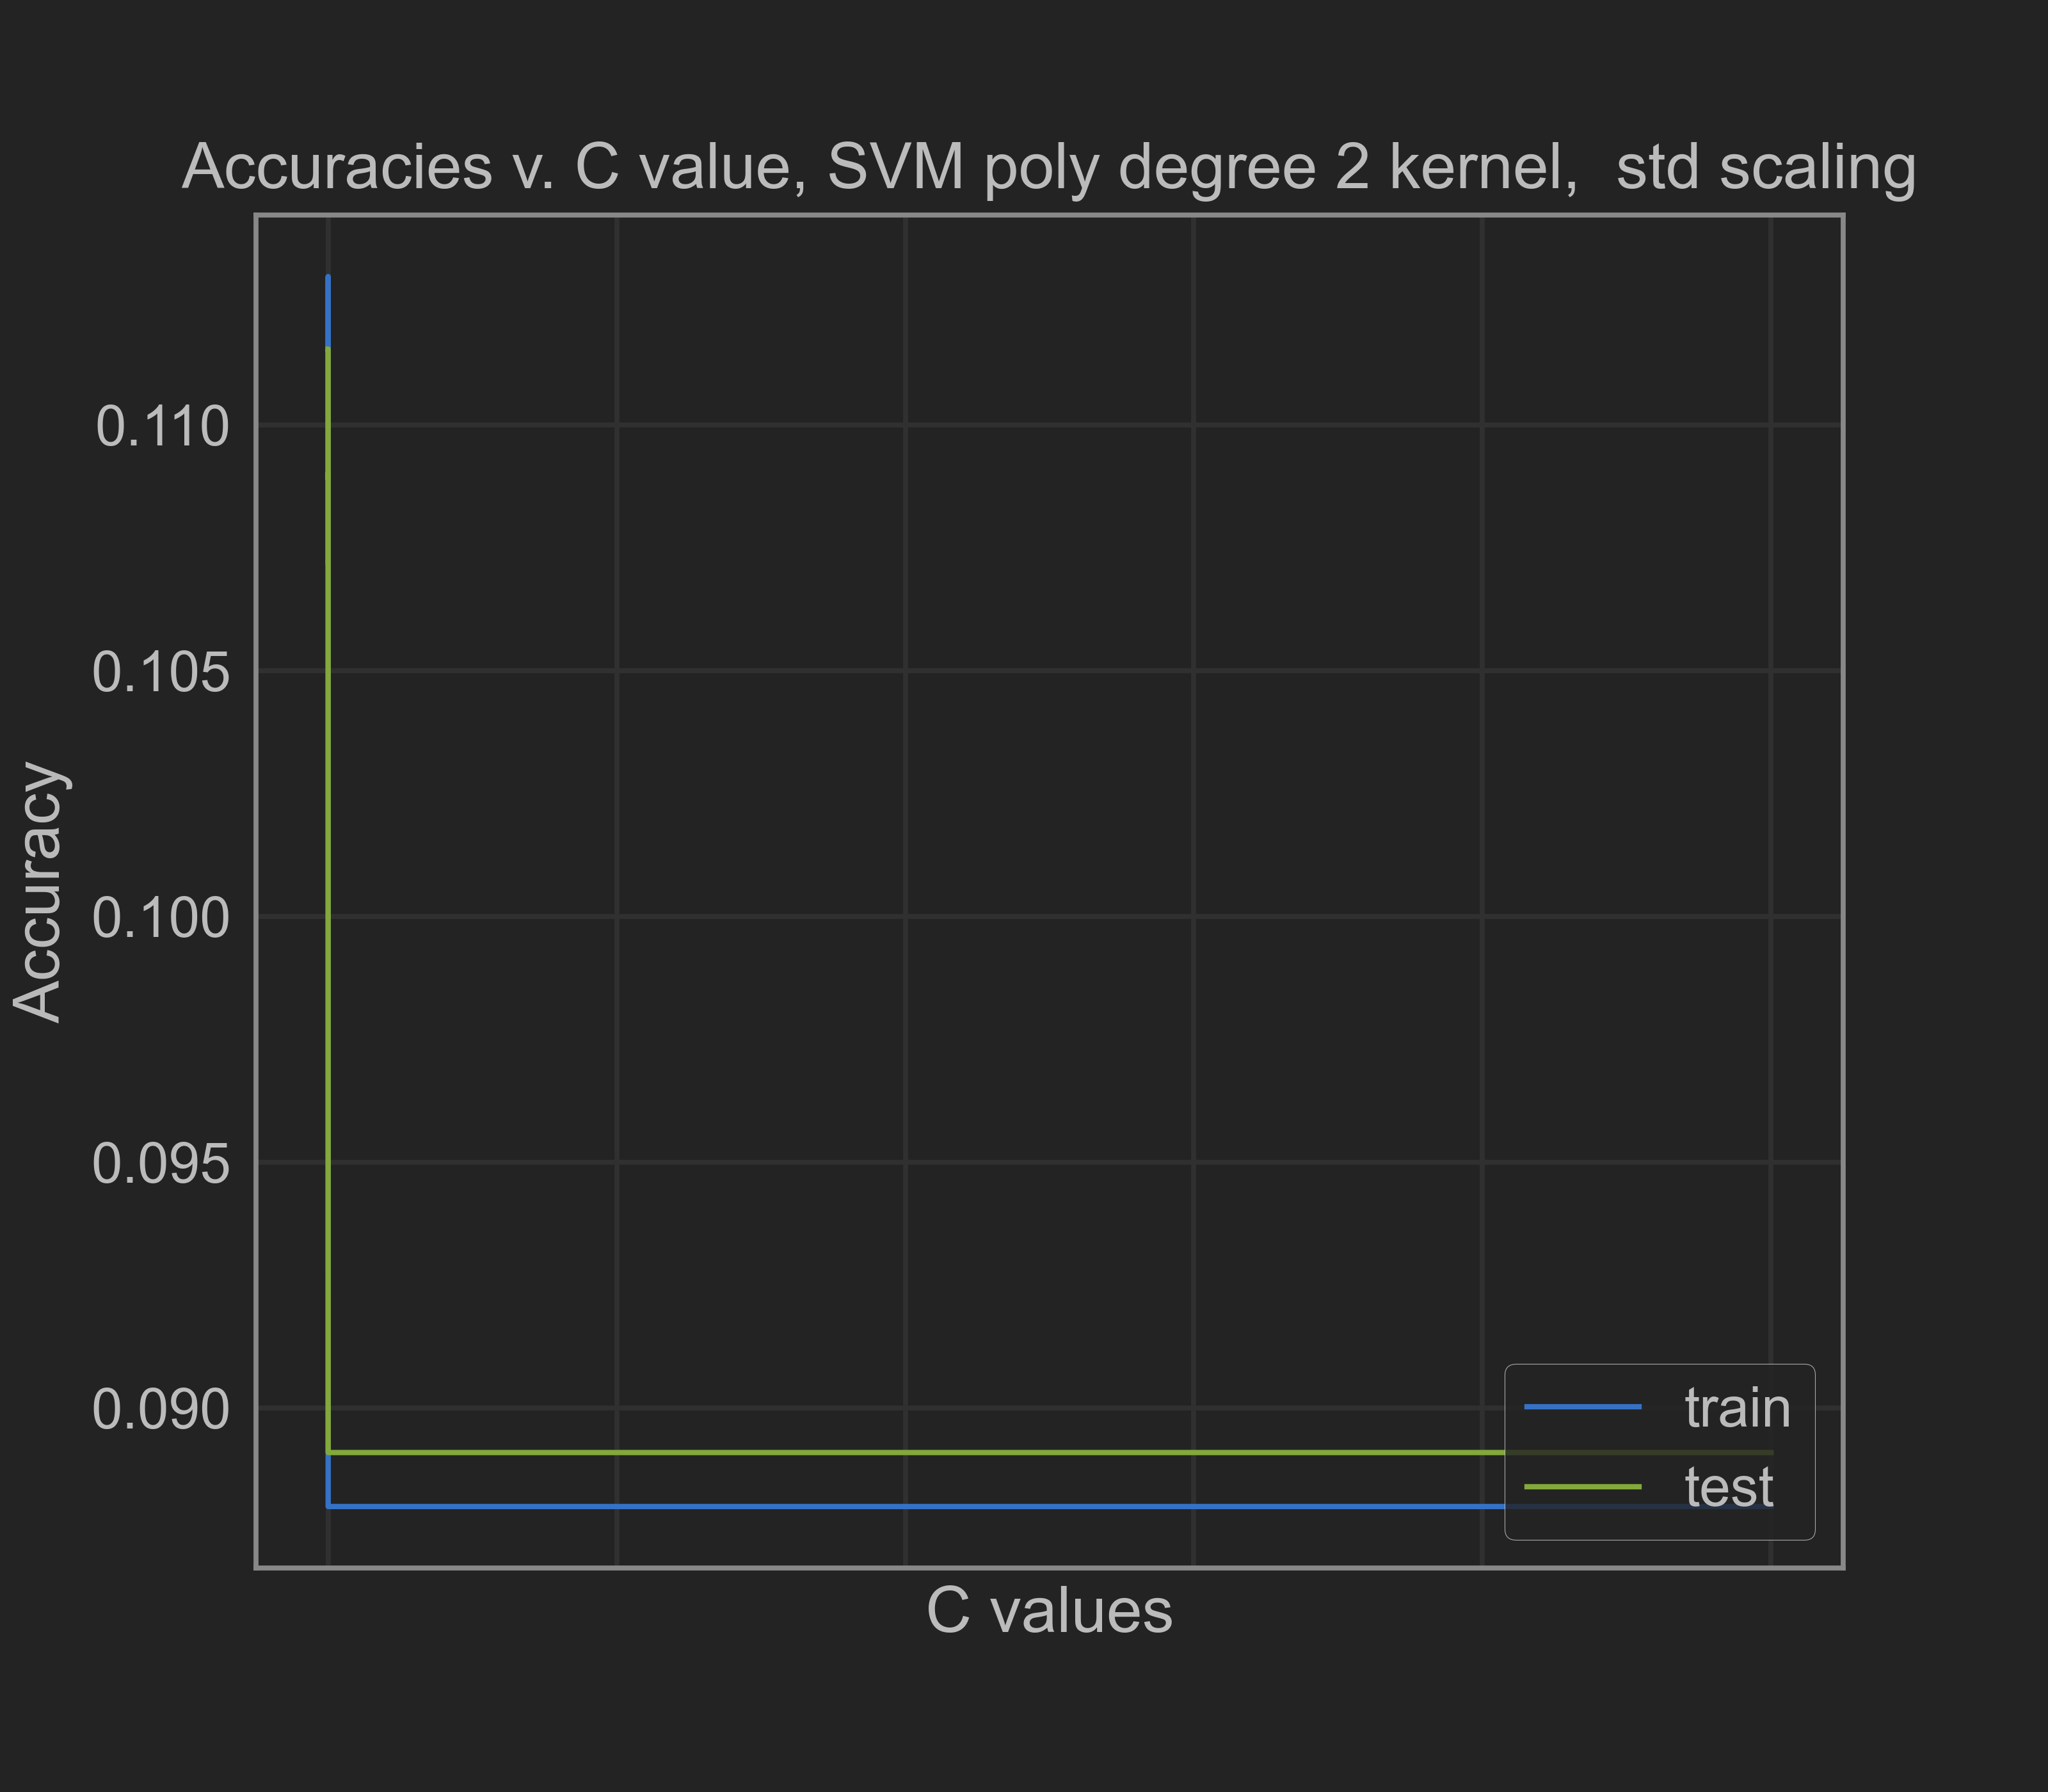 Accuracies v. C value, SVM poly degree 2 kernel,  std scaling
0.110
0.105
0.100
0.095
0.090
Accuracy
train
test
C values